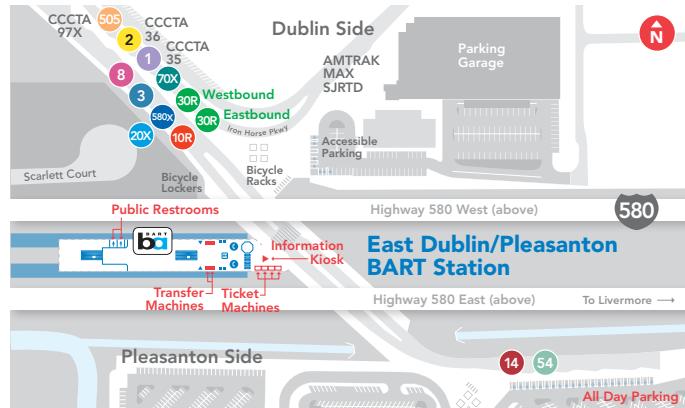 CCCTA
97X
505
CCCTA
36
2
CCCTA
35
1
8
70X
3
30R
Westbound
580X
30R
Eastbound
20X
10R
Iron Horse Pkwy
Dublin Side
AMTRAK
MAX
SJRTD
Parking
Garage
N
Accessible
Parking
Scarlett Court
Bicycle
Lockers
Bicycle
Racks
Public Restrooms
Highway 580 West (above)
580
BART
ba
Information
Kiosk
East Dublin/Pleasanton
BART Station
Transfer
Machines
Ticket
Machines
Highway 580 East (above)
To Livermore
Pleasanton Side
14
54
All Day Parking